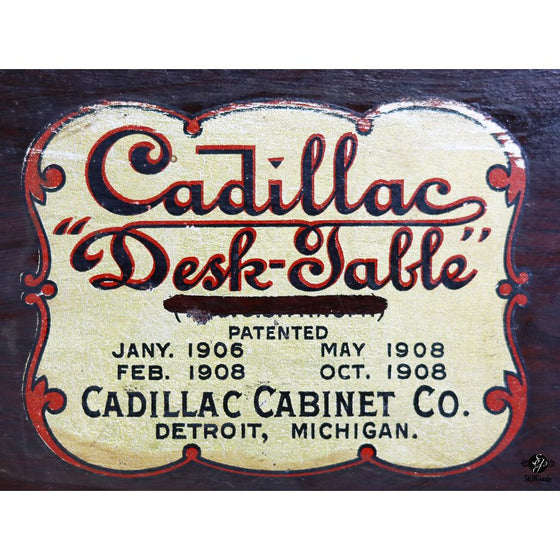 Cadillac
"Desk-Table"
PATENTED
JANY. 1906 MAY 1908
FEB. 1908 OCT. 1908
CADILLAC CABINET CO.
DETROIT, MICHIGAN.